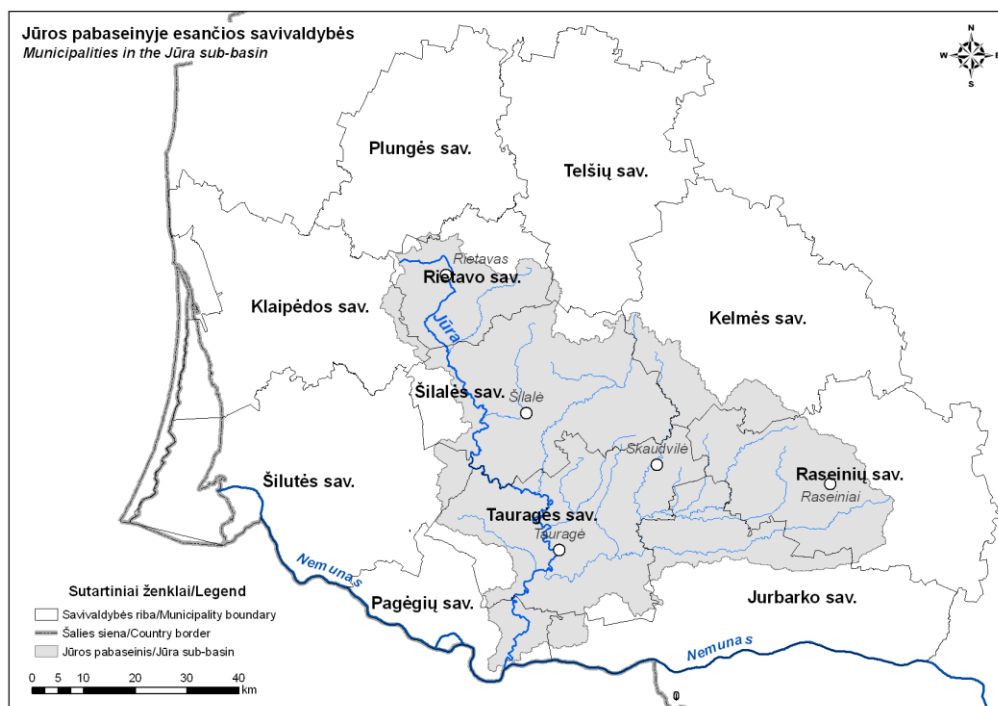 Jūros pabaseinyje esančios savivaldybės
Municipalities in the Jūra sub-basin
N
W
E
S
Plungės sav.
Telšių sav.
Rietavas
Rietavo sav.
Klaipėdos sav.
Kelmės sav.
Jūra
Šilalės sav.
Šilalė
Skaudvilė
Raseinių sav.
Raseiniai
Šilutės sav.
Tauragės sav.
Tauragė
Nemunas
Pagėgių sav.
Jurbarko sav.
Nemunas
Sutartiniai ženklai/Legend
Savivaldybės riba/Municipality boundary
Šalies siena/Country border
Jūros pabaseinis/Jūra sub-basin
0 5 10 20 30 40
km